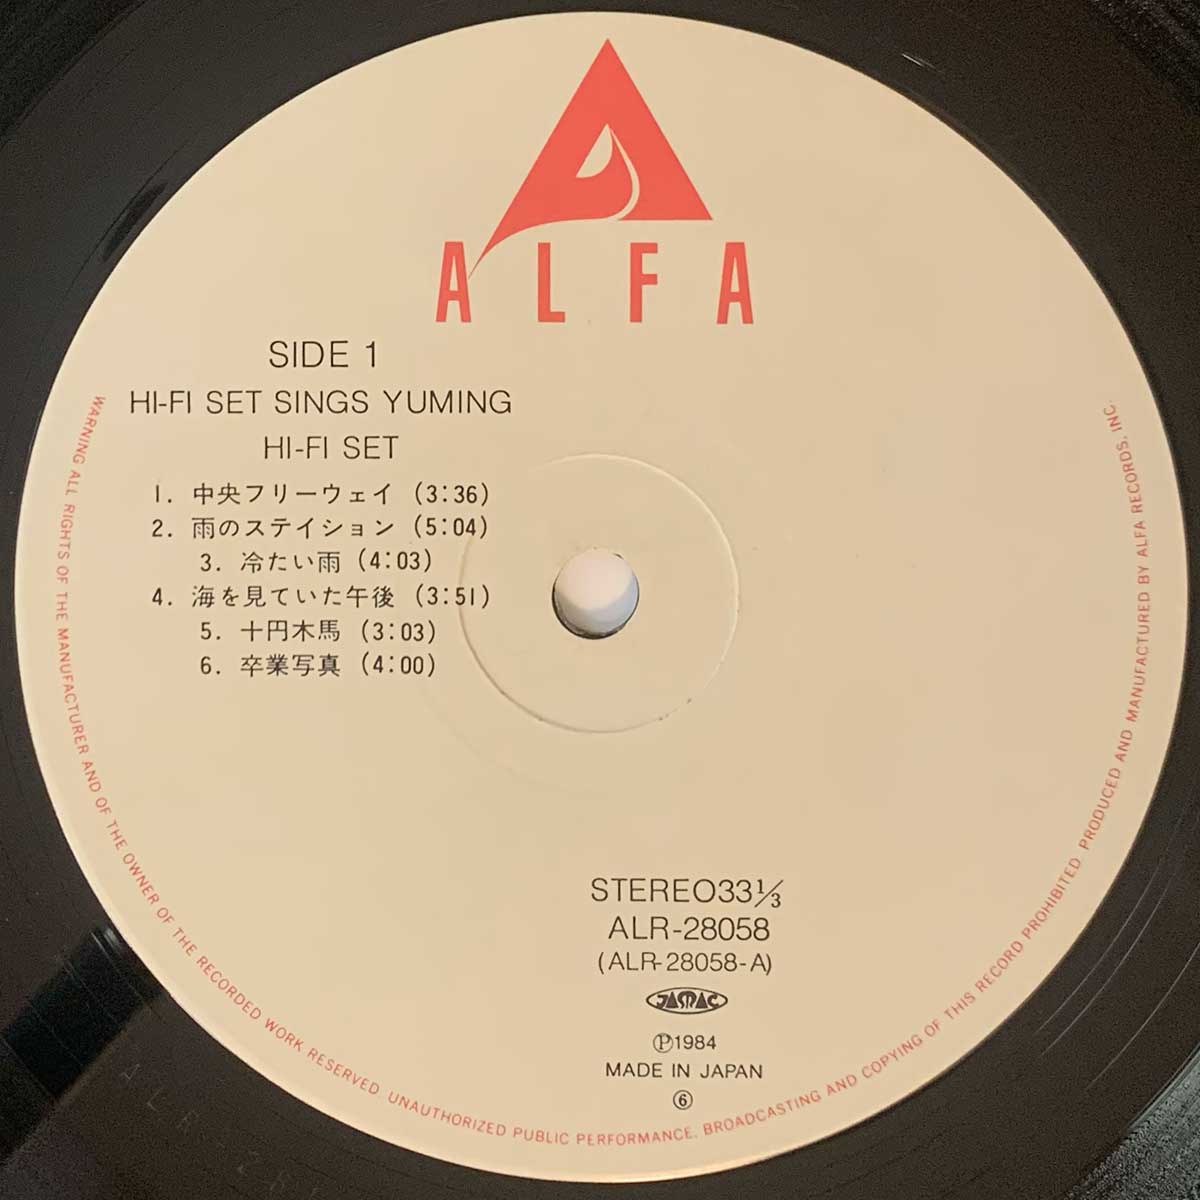 ALFA
SIDE 1
HI-FI SET SINGS YUMING
HI-FI SET
1. 中央フリーウェイ (3:36)
2. 雨のステイション (5:04)
3. 冷たい雨 (4:03)
4. 海を見ていた午後 (3:51)
5. 十円木馬 (3:03)
6. 卒業写真 (4:00)
STEREO33⅓
ALR-28058
(ALR-28058-A)
JASRAC
Ⓟ1984
MADE IN JAPAN
⑥
WARNING ALL RIGHTS OF THE MANUFACTURER AND OF THE OWNER OF THE RECORDED WORK RESERVED. UNAUTHORIZED PUBLIC PERFORMANCE, BROADCASTING AND COPYING OF THIS RECORD PROHIBITED. PRODUCED AND MANUFACTURED BY ALFA RECORDS, INC.